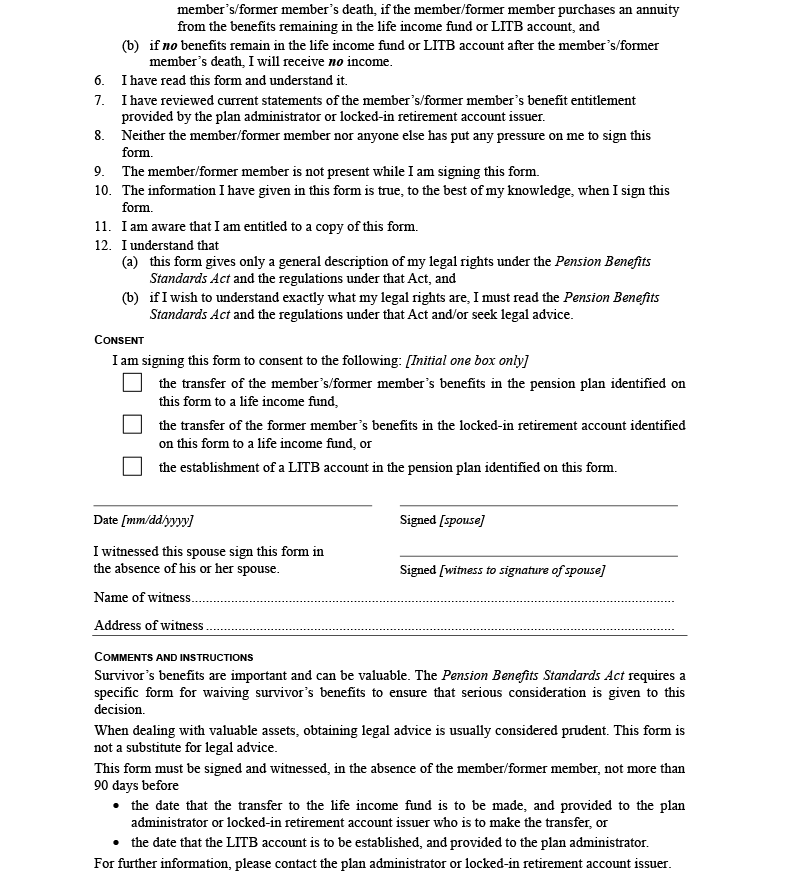 member’s/former member’s death, if the member/former member purchases an annuity
from the benefits remaining in the life income fund or LITB account, and
(b) if no benefits remain in the life income fund or LITB account after the member’s/former
member’s death, I will receive no income.
6. I have read this form and understand it.
7. I have reviewed current statements of the member’s/former member’s benefit entitlement
provided by the plan administrator or locked-in retirement account issuer.
8. Neither the member/former member nor anyone else has put any pressure on me to sign this
form.
9. The member/former member is not present while I am signing this form.
10. The information I have given in this form is true, to the best of my knowledge, when I sign this
form.
11. I am aware that I am entitled to a copy of this form.
12. I understand that
(a) this form gives only a general description of my legal rights under the Pension Benefits
Standards Act and the regulations under that Act, and
(b) if I wish to understand exactly what my legal rights are, I must read the Pension Benefits
Standards Act and the regulations under that Act and/or seek legal advice.
CONSENT
I am signing this form to consent to the following: [Initial one box only]
the transfer of the member’s/former member’s benefits in the pension plan identified on
this form to a life income fund,
the transfer of the former member’s benefits in the locked-in retirement account identified
on this form to a life income fund, or
the establishment of a LITB account in the pension plan identified on this form.
Date [mm/dd/yyyy] Signed [spouse]
I witnessed this spouse sign this form in
the absence of his or her spouse. Signed [witness to signature of spouse]
Name of witness....................................................................................................
Address of witness....................................................................................................
COMMENTS AND INSTRUCTIONS
Survivor’s benefits are important and can be valuable. The Pension Benefits Standards Act requires a
specific form for waiving survivor’s benefits to ensure that serious consideration is given to this
decision.
When dealing with valuable assets, obtaining legal advice is usually considered prudent. This form is
not a substitute for legal advice.
This form must be signed and witnessed, in the absence of the member/former member, not more than
90 days before
• the date that the transfer to the life income fund is to be made, and provided to the plan
administrator or locked-in retirement account issuer who is to make the transfer, or
• the date that the LITB account is to be established, and provided to the plan administrator.
For further information, please contact the plan administrator or locked-in retirement account issuer.